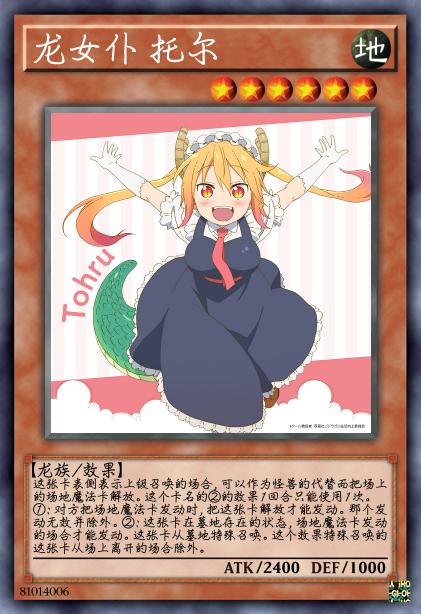 龙女仆 托尔
地
Tohru
【龙族/效果】
这张卡表侧表示上级召唤的场合，可以作为怪兽的代替而把场上
的场地魔法卡解放。这个卡名的②的效果1回合只能使用1次。
①：对方把场地魔法卡发动时，把这张卡解放才能发动。那个发
动无效并除外。②：这张卡在墓地存在的状态，场地魔法卡发动
的场合才能发动。这张卡从墓地特殊召唤。这个效果特殊召唤的
这张卡从场上离开的场合除外。
ATK/2400 DEF/1000
81014006